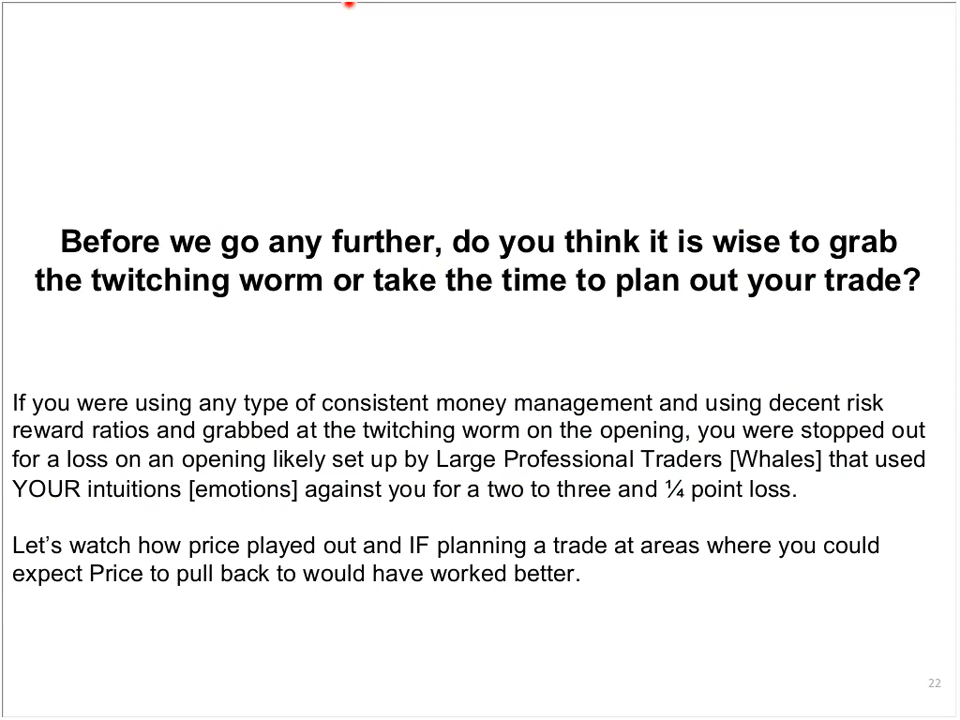 Before we go any further, do you think it is wise to grab
the twitching worm or take the time to plan out your trade?
If you were using any type of consistent money management and using decent risk
reward ratios and grabbed at the twitching worm on the opening, you were stopped out
for a loss on an opening likely set up by Large Professional Traders [Whales] that used
YOUR intuitions [emotions] against you for a two to three and ¼ point loss.
Let’s watch how price played out and IF planning a trade at areas where you could
expect Price to pull back to would have worked better.
22